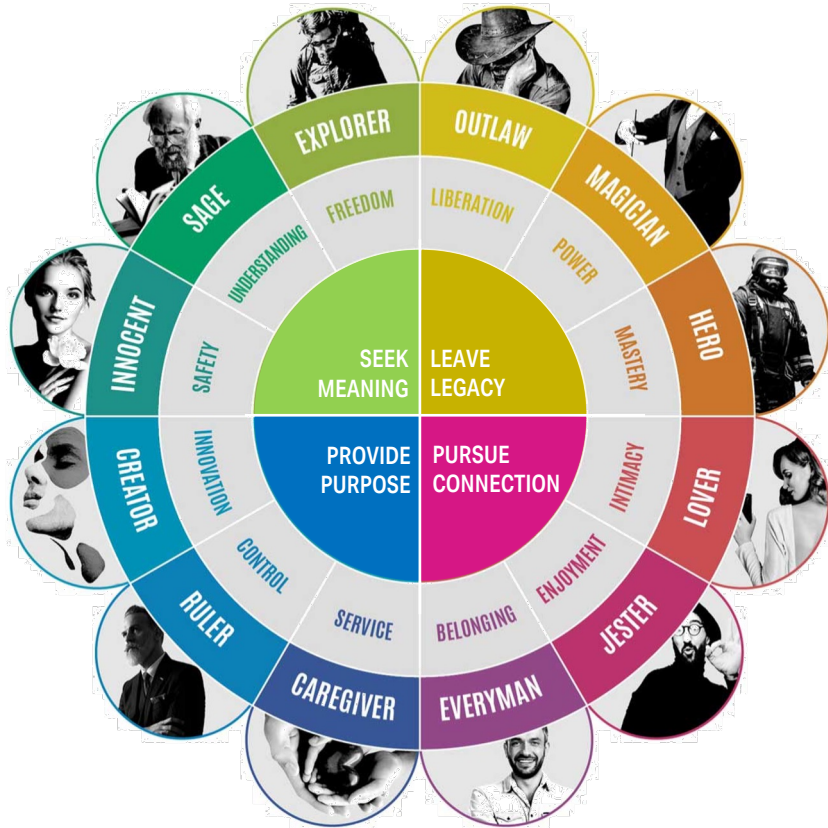 EXPLORER
OUTLAW
MAGICIAN
HERO
LOVER
JESTER
EVERYMAN
CAREGIVER
RULER
CREATOR
INNOCENT
SAGE
FREEDOM
LIBERATION
POWER
MASTERY
INTIMACY
ENJOYMENT
BELONGING
SERVICE
CONTROL
INNOVATION
SAFETY
UNDERSTANDING
SEEK
MEANING
LEAVE
LEGACY
PROVIDE
PURPOSE
PURSUE
CONNECTION